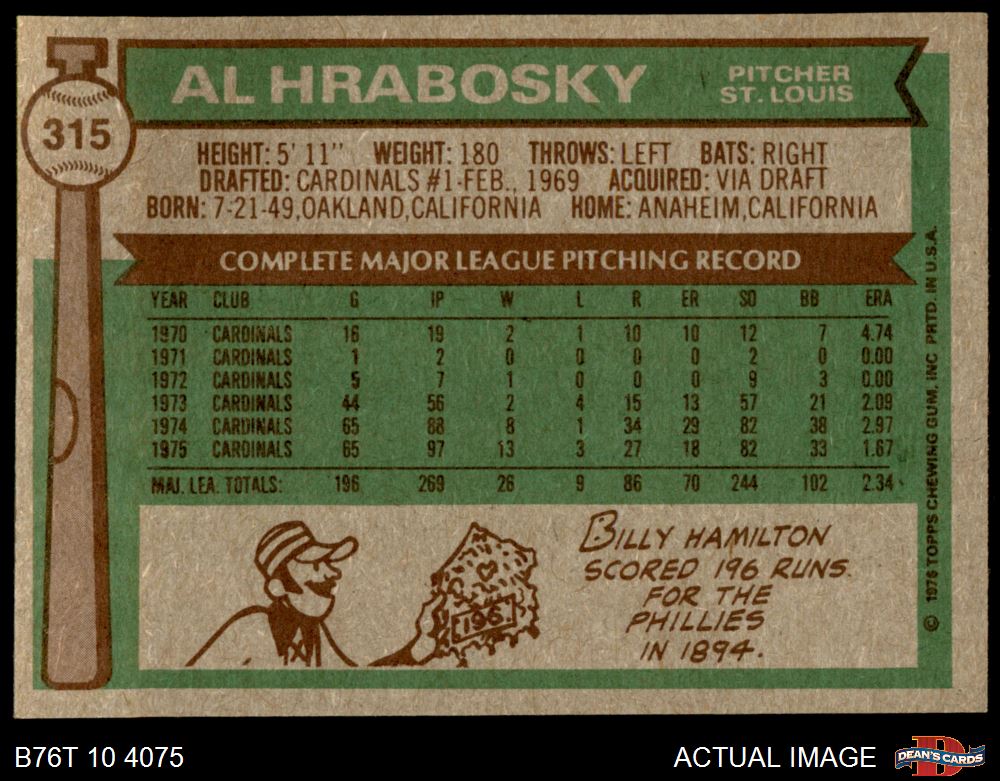 AL HRABOSKY
PITCHER
ST. LOUIS
315
HEIGHT: 5' 11" WEIGHT: 180 THROWS: LEFT BATS: RIGHT
DRAFTED: CARDINALS #1-FEB., 1969 ACQUIRED: VIA DRAFT
BORN: 7-21-49, OAKLAND, CALIFORNIA HOME: ANAHEIM, CALIFORNIA
COMPLETE MAJOR LEAGUE PITCHING RECORD
YEAR CLUB G IP W L R ER SO BB ERA
1970 CARDINALS 16 19 2 1 10 10 12 7 4.74
1971 CARDINALS 1 2 0 0 0 0 2 0 0.00
1972 CARDINALS 5 7 1 0 0 0 9 3 0.00
1973 CARDINALS 44 56 2 4 15 13 57 21 2.09
1974 CARDINALS 65 88 8 1 34 29 82 38 2.97
1975 CARDINALS 65 97 13 3 27 18 82 33 1.67
MAJ. LEA. TOTALS: 196 269 26 9 86 70 244 102 2.34
BILLY HAMILTON
SCORED 196 RUNS
FOR THE
PHILLIES
IN 1894.
196
© 1976 TOPPS CHEWING GUM, INC PRTD. IN U.S.A.
B76T 10 4075
ACTUAL IMAGE
D
DEAN'S CARDS